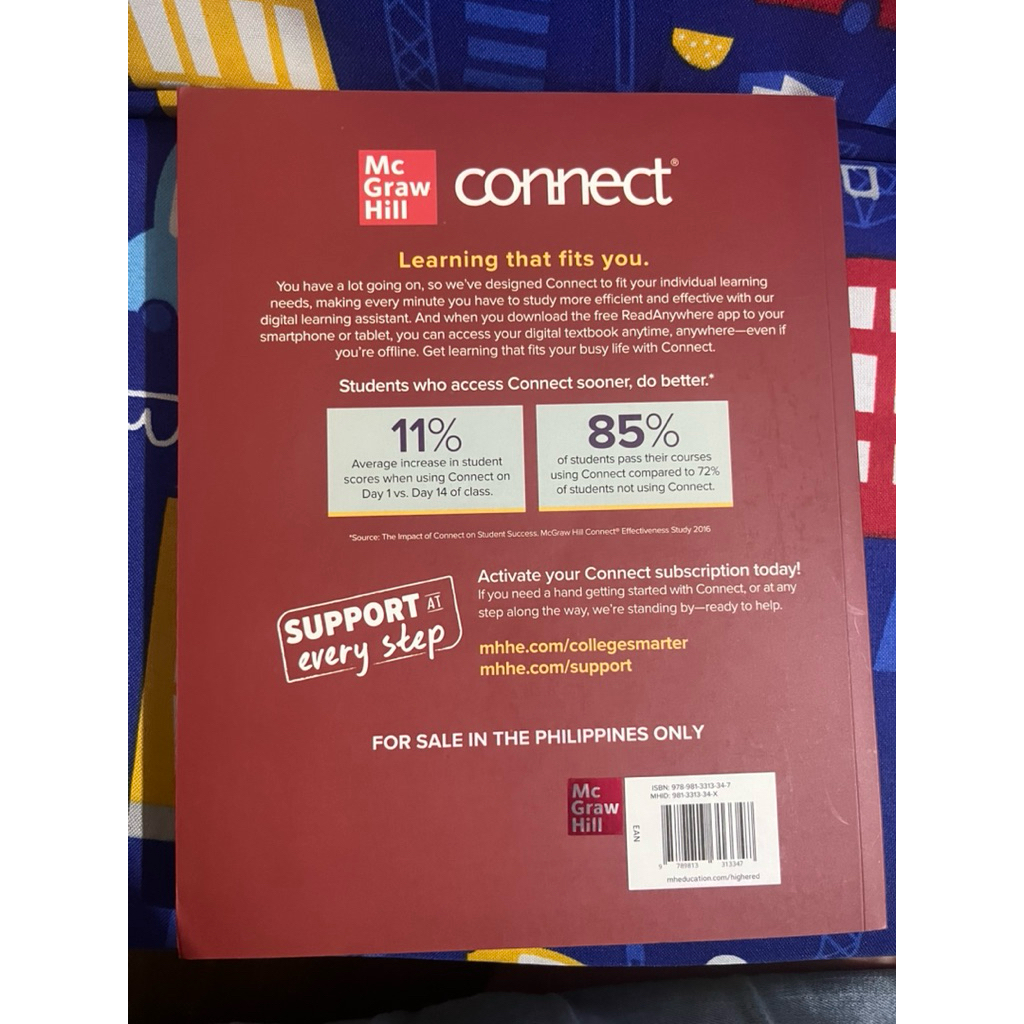 Mc
Graw
Hill
connect®
Learning that fits you.
You have a lot going on, so we've designed Connect to fit your individual learning
needs, making every minute you have to study more efficient and effective with our
digital learning assistant. And when you download the free ReadAnywhere app to your
smartphone or tablet, you can access your digital textbook anytime, anywhere—even if
you're offline. Get learning that fits your busy life with Connect.
Students who access Connect sooner, do better.*
11%
Average increase in student
scores when using Connect on
Day 1 vs. Day 14 of class.
85%
of students pass their courses
using Connect compared to 72%
of students not using Connect.
*Source: The Impact of Connect on Student Success. McGraw Hill Connect® Effectiveness Study 2016
SUPPORT AT
every step
Activate your Connect subscription today!
If you need a hand getting started with Connect, or at any
step along the way, we're standing by—ready to help.
mhhe.com/collegesmarter
mhhe.com/support
FOR SALE IN THE PHILIPPINES ONLY
Mc
Graw
Hill
ISBN: 978-981-3313-34-7
MHID: 981-3313-34-X
EAN
9 789813 313347
mheducation.com/highered